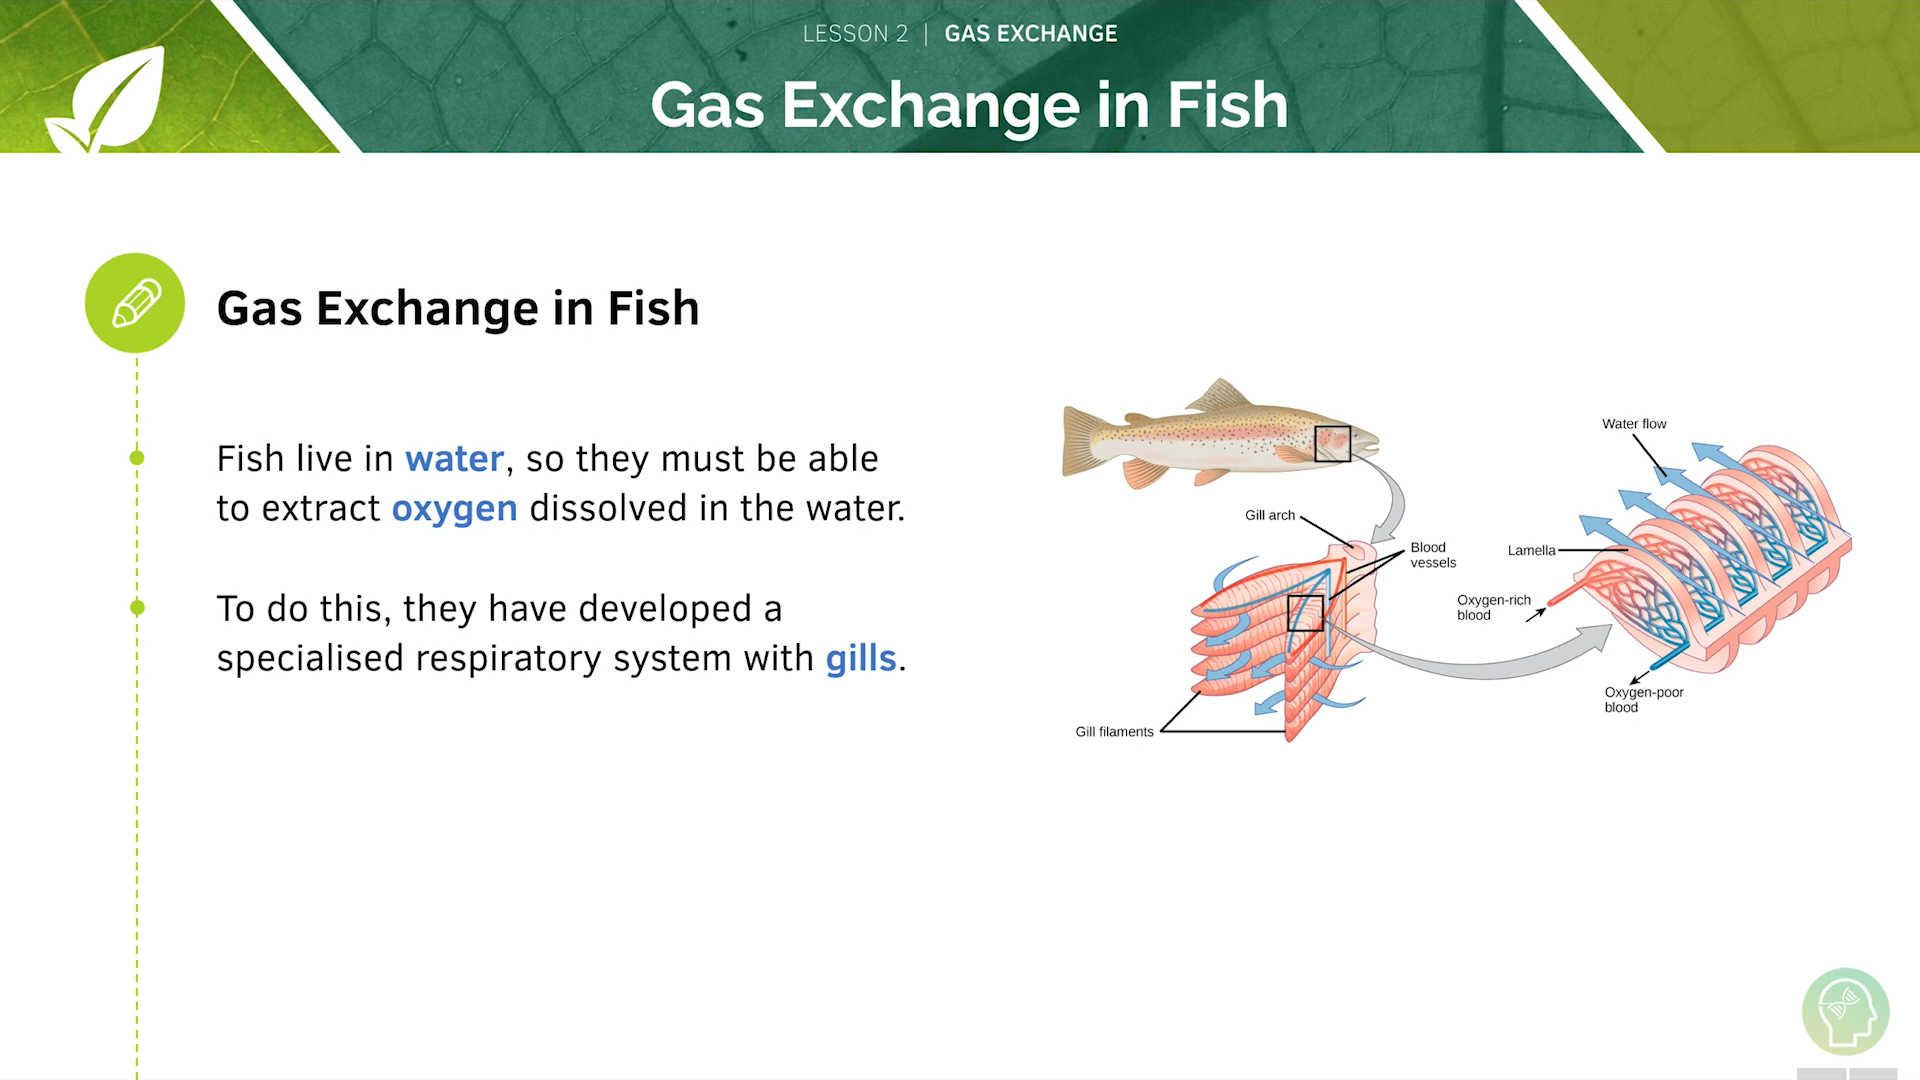 LESSON 2 | GAS EXCHANGE
Gas Exchange in Fish
Gas Exchange in Fish
Fish live in water, so they must be able
to extract oxygen dissolved in the water.
To do this, they have developed a
specialised respiratory system with gills.
Water flow
Gill arch
Blood
vessels
Lamella
Oxygen-rich
blood
Oxygen-poor
blood
Gill filaments